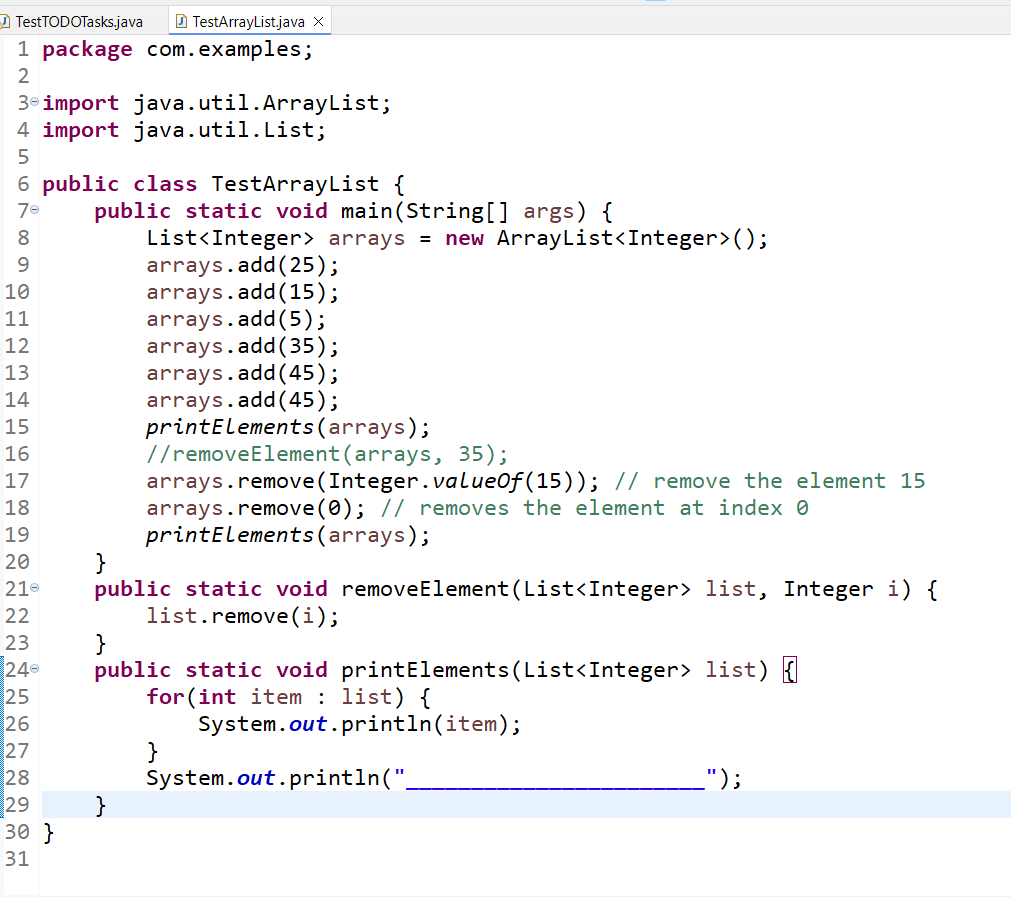 TestTODOTasks.java TestArrayList.java
1 package com.examples;
2
3 import java.util.ArrayList;
4 import java.util.List;
5
6 public class TestArrayList {
7     public static void main(String[] args) {
8         List<Integer> arrays = new ArrayList<Integer>();
9         arrays.add(25);
10         arrays.add(15);
11         arrays.add(5);
12         arrays.add(35);
13         arrays.add(45);
14         arrays.add(45);
15         printElements(arrays);
16         //removeElement(arrays, 35);
17         arrays.remove(Integer.valueOf(15)); // remove the element 15
18         arrays.remove(0); // removes the element at index 0
19         printElements(arrays);
20     }
21     public static void removeElement(List<Integer> list, Integer i) {
22         list.remove(i);
23     }
24     public static void printElements(List<Integer> list) {
25         for(int item : list) {
26             System.out.println(item);
27         }
28         System.out.println("_______________________");
29     }
30 }
31